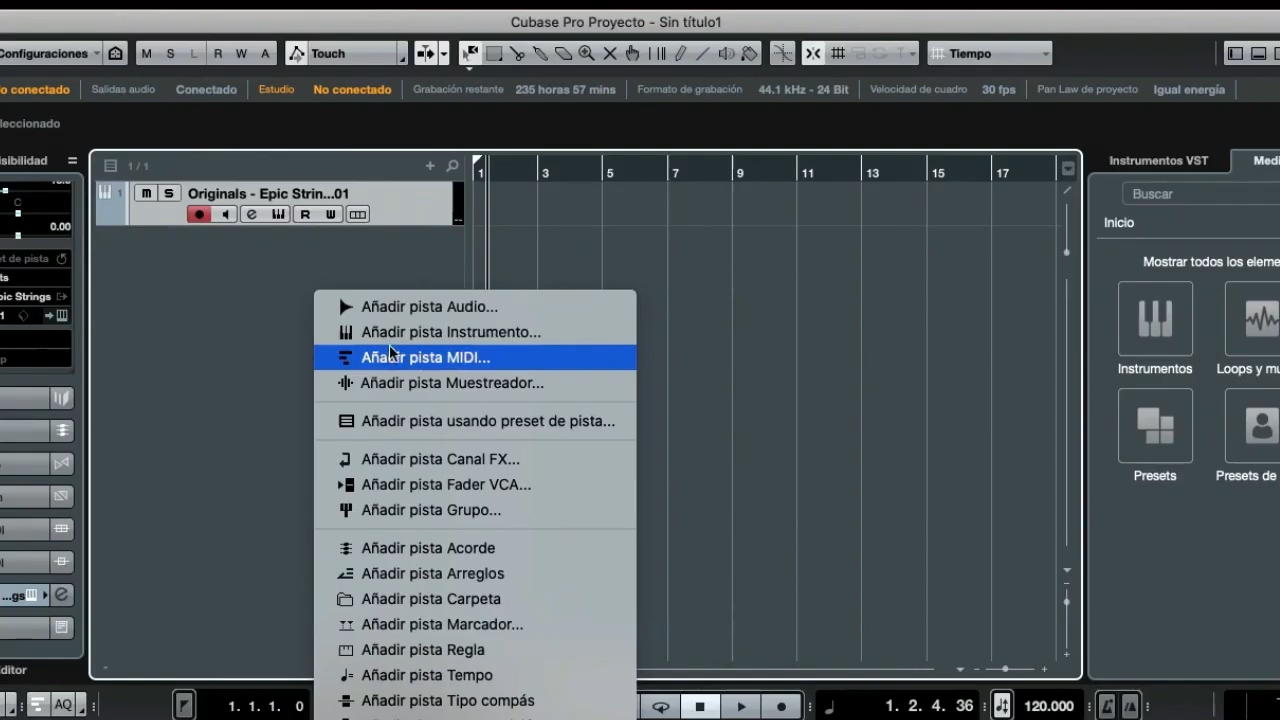 Cubase Pro Proyecto - Sin título1
Configuraciones M S L R W A Touch Tiempo
o conectado Salidas audio Conectado Estudio No conectado Grabación restante 235 horas 57 mins Formato de grabación 44.1 kHz - 24 Bit Velocidad de cuadro 30 fps Pan Law de proyecto Igual energía
leccionado
isibilidad
1 / 1
1 3 5 7 9 11 13 15 17
Instrumentos VST Medi
1 m S Originals - Epic Strin...01
e R W
Buscar
Inicio
C
0.00
et de pista
ts
pic Strings
1
Mostrar todos los eleme
Instrumentos Loops y mu
Presets Presets de
Añadir pista Audio...
Añadir pista Instrumento...
Añadir pista MIDI...
Añadir pista Muestreador...
Añadir pista usando preset de pista...
Añadir pista Canal FX...
Añadir pista Fader VCA...
Añadir pista Grupo...
Añadir pista Acorde
Añadir pista Arreglos
Añadir pista Carpeta
Añadir pista Marcador...
Añadir pista Regla
Añadir pista Tempo
Añadir pista Tipo compás
...gs e
ditor
AQ 1. 1. 1. 0 1. 2. 4. 36 120.000